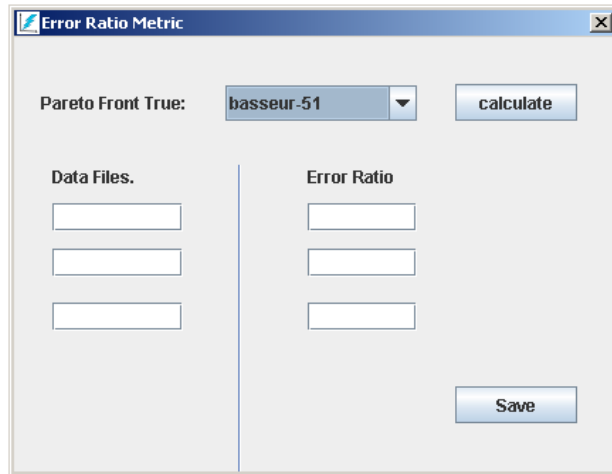 Error Ratio Metric
Pareto Front True: basseur-51 calculate
Data Files. Error Ratio
Save